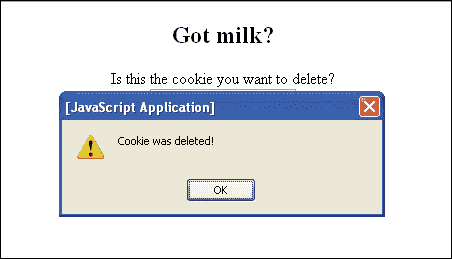 Got milk?
Is this the cookie you want to delete?
[JavaScript Application]
Cookie was deleted!
OK